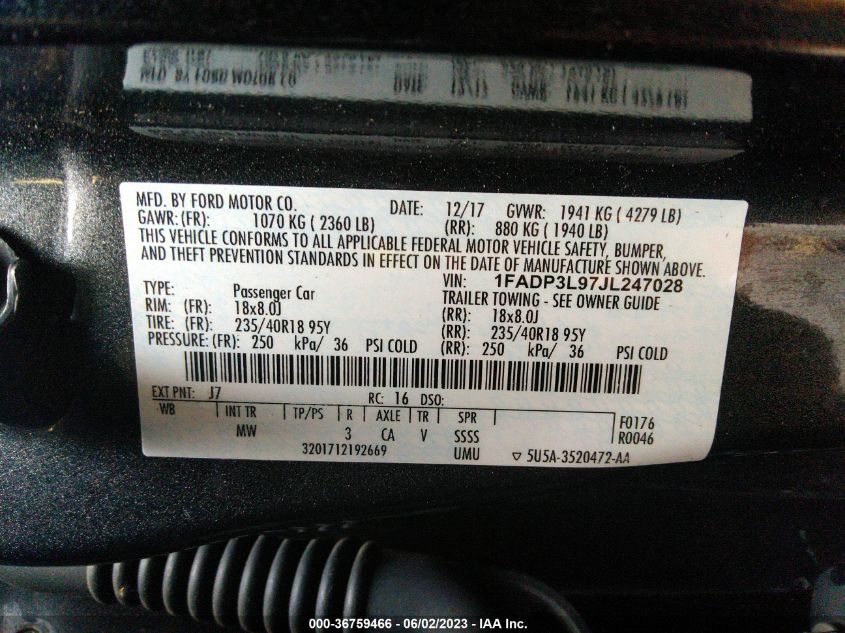 MFD. BY FORD MOTOR CO. DATE: 12/17 GVWR: 1941 KG ( 4279 LB)
GAWR: (FR): 1070 KG ( 2360 LB) (RR): 880 KG ( 1940 LB)
THIS VEHICLE CONFORMS TO ALL APPLICABLE FEDERAL MOTOR VEHICLE SAFETY, BUMPER,
AND THEFT PREVENTION STANDARDS IN EFFECT ON THE DATE OF MANUFACTURE SHOWN ABOVE.
VIN: 1FADP3L97JL247028
TYPE: Passenger Car TRAILER TOWING - SEE OWNER GUIDE
RIM: (FR) 18x8.0J (RR): 18x8.0J
TIRE: (FR) 235/40R18 95Y (RR): 235/40R18 95Y
PRESSURE: (FR): 250 kPa/ 36 PSI COLD (RR): 250 kPa/ 36 PSI COLD
EXT PNT: J7 RC: 16 DSO:
WB INT TR TP/PS R AXLE TR SPR F0176
MW 3 CA V SSSS R0046
3201712192669 UMU ▽ 5U5A-3520472-AA
000-36759466 - 06/02/2023 - IAA Inc.